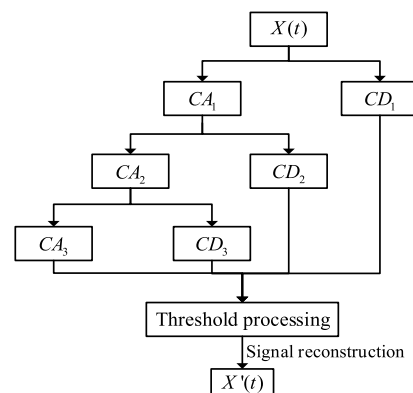 X(t)
CA₁ CD₁
CA₂ CD₂
CA₃ CD₃
Threshold processing
Signal reconstruction
X'(t)